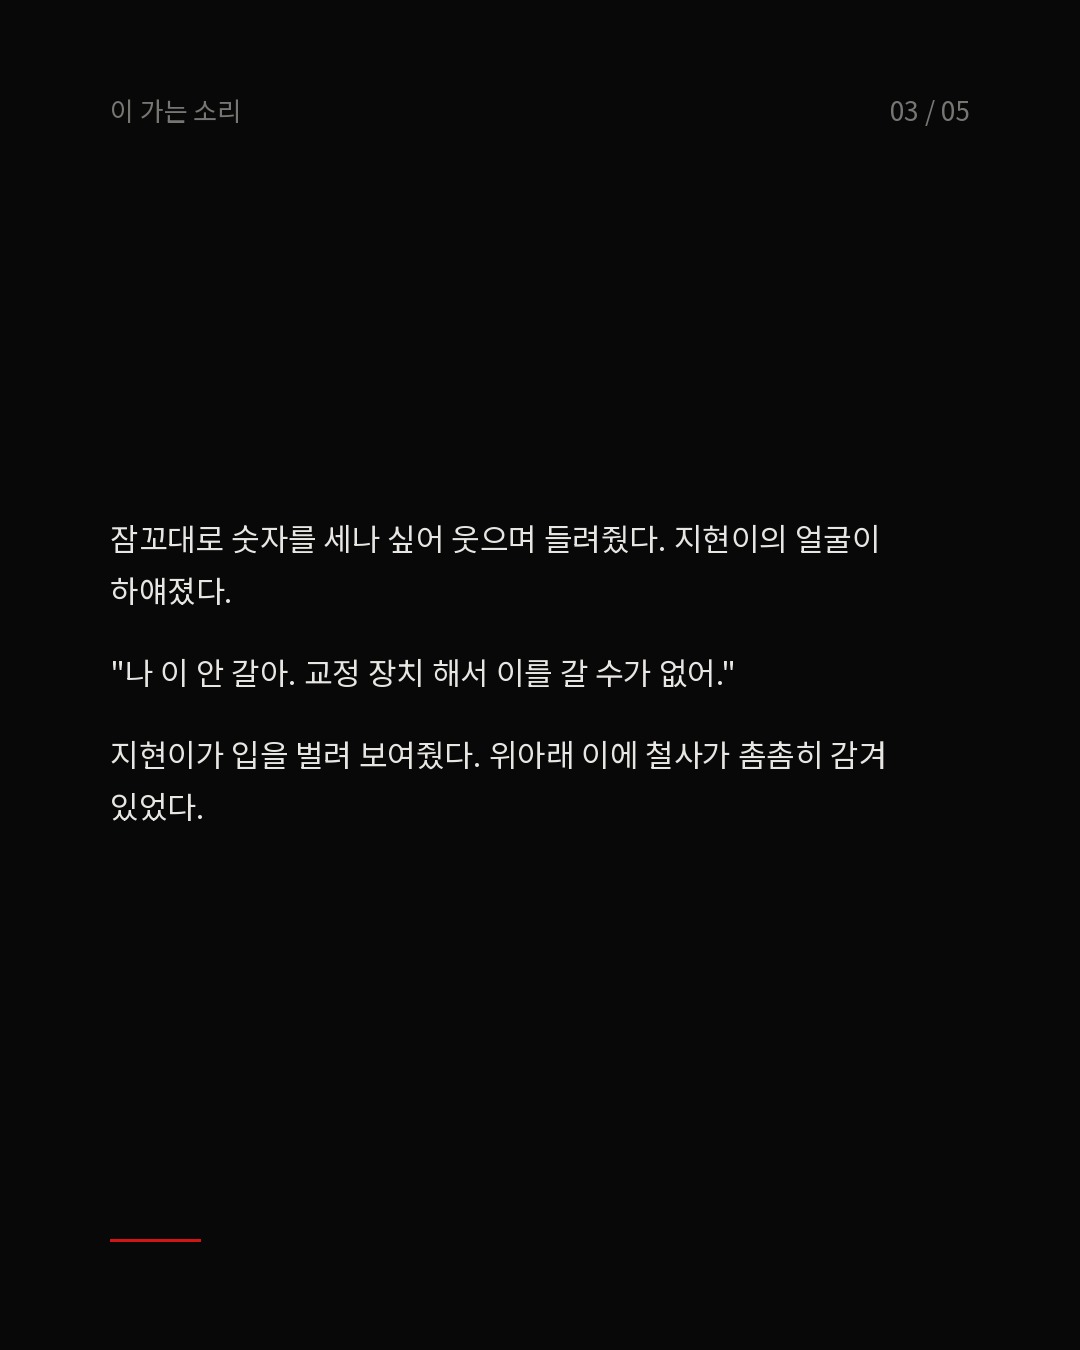 이 가는 소리
03 / 05
잠꼬대로 숫자를 세나 싶어 웃으며 들려줬다. 지현이의 얼굴이
하얘졌다.
"나 이 안 갈아. 교정 장치 해서 이를 갈 수가 없어."
지현이가 입을 벌려 보여줬다. 위아래 이에 철사가 촘촘히 감겨
있었다.